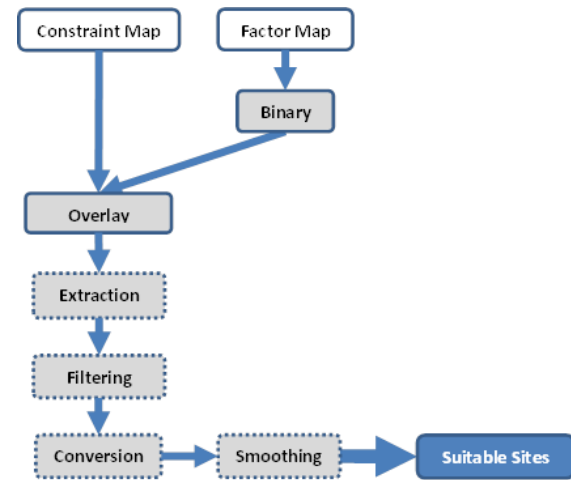 Constraint Map
Factor Map
Binary
Overlay
Extraction
Filtering
Conversion
Smoothing
Suitable Sites